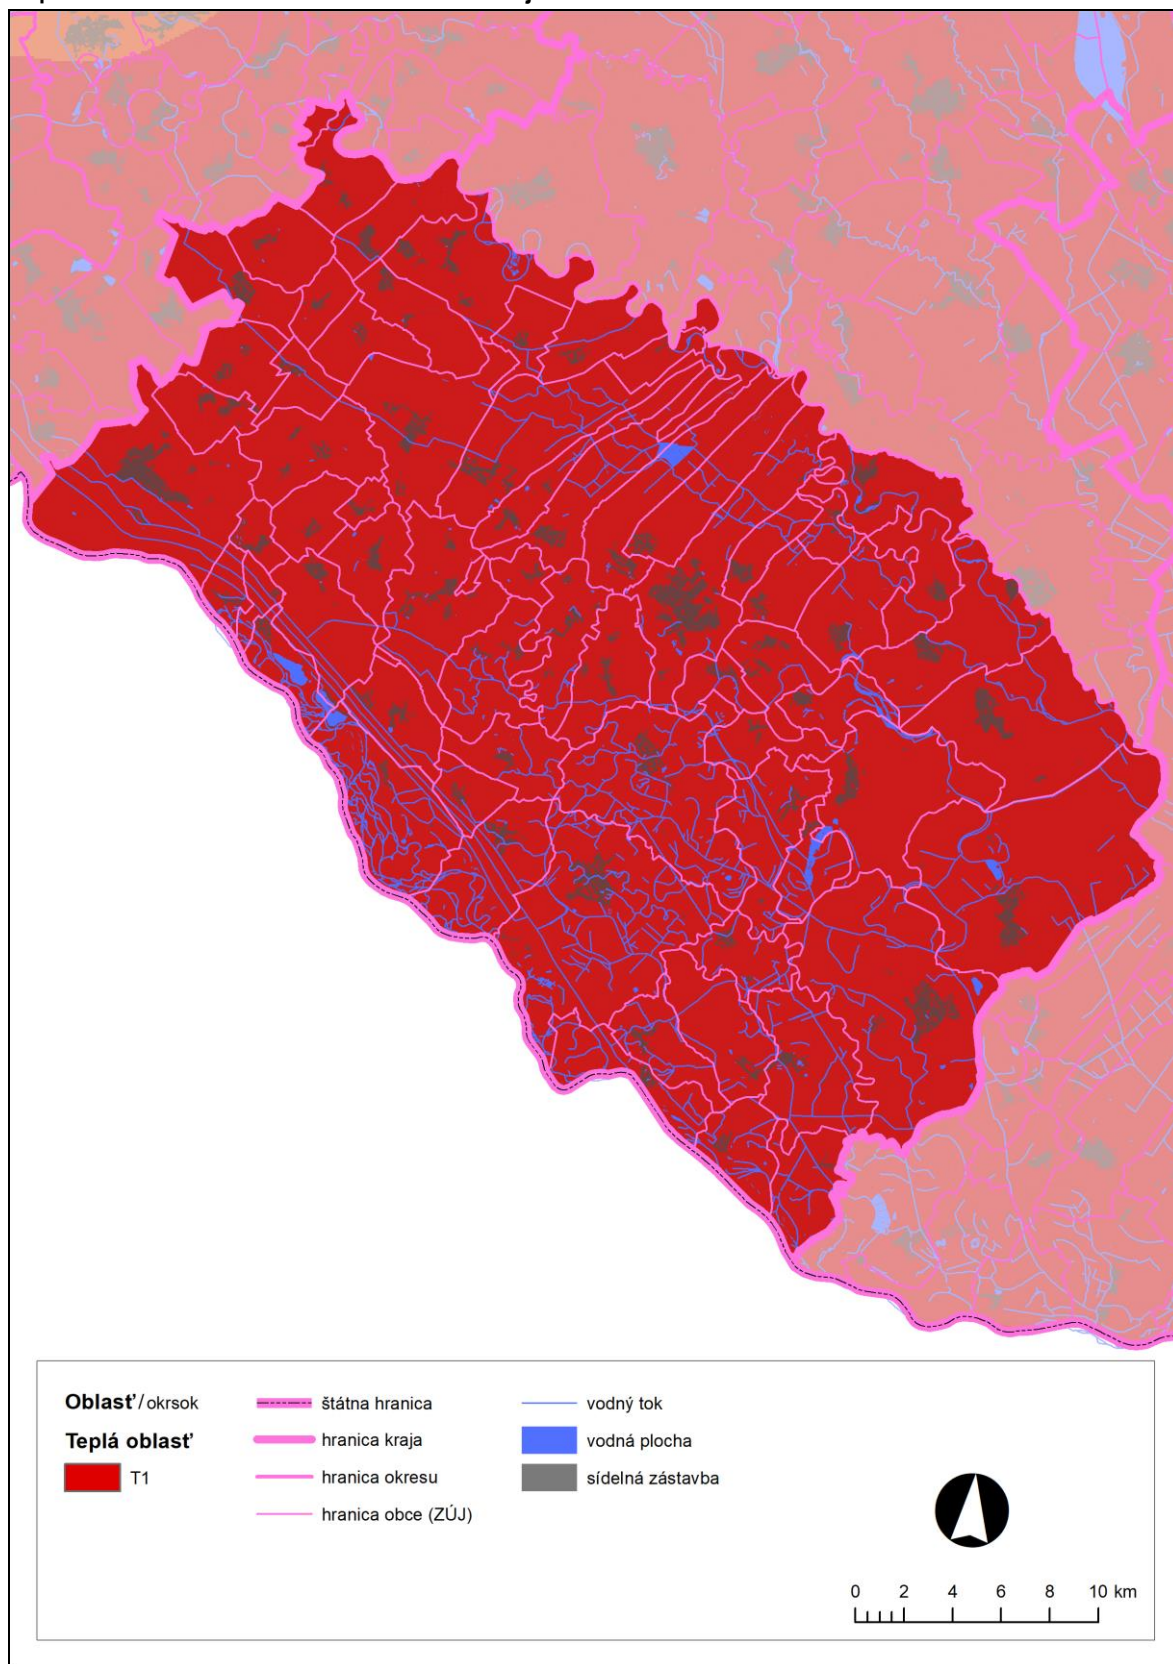 Oblasť/okrsok
Teplá oblasť
T1
štátna hranica
hranica kraja
hranica okresu
hranica obce (ZÚJ)
vodný tok
vodná plocha
sídelná zástavba
0 2 4 6 8 10 km